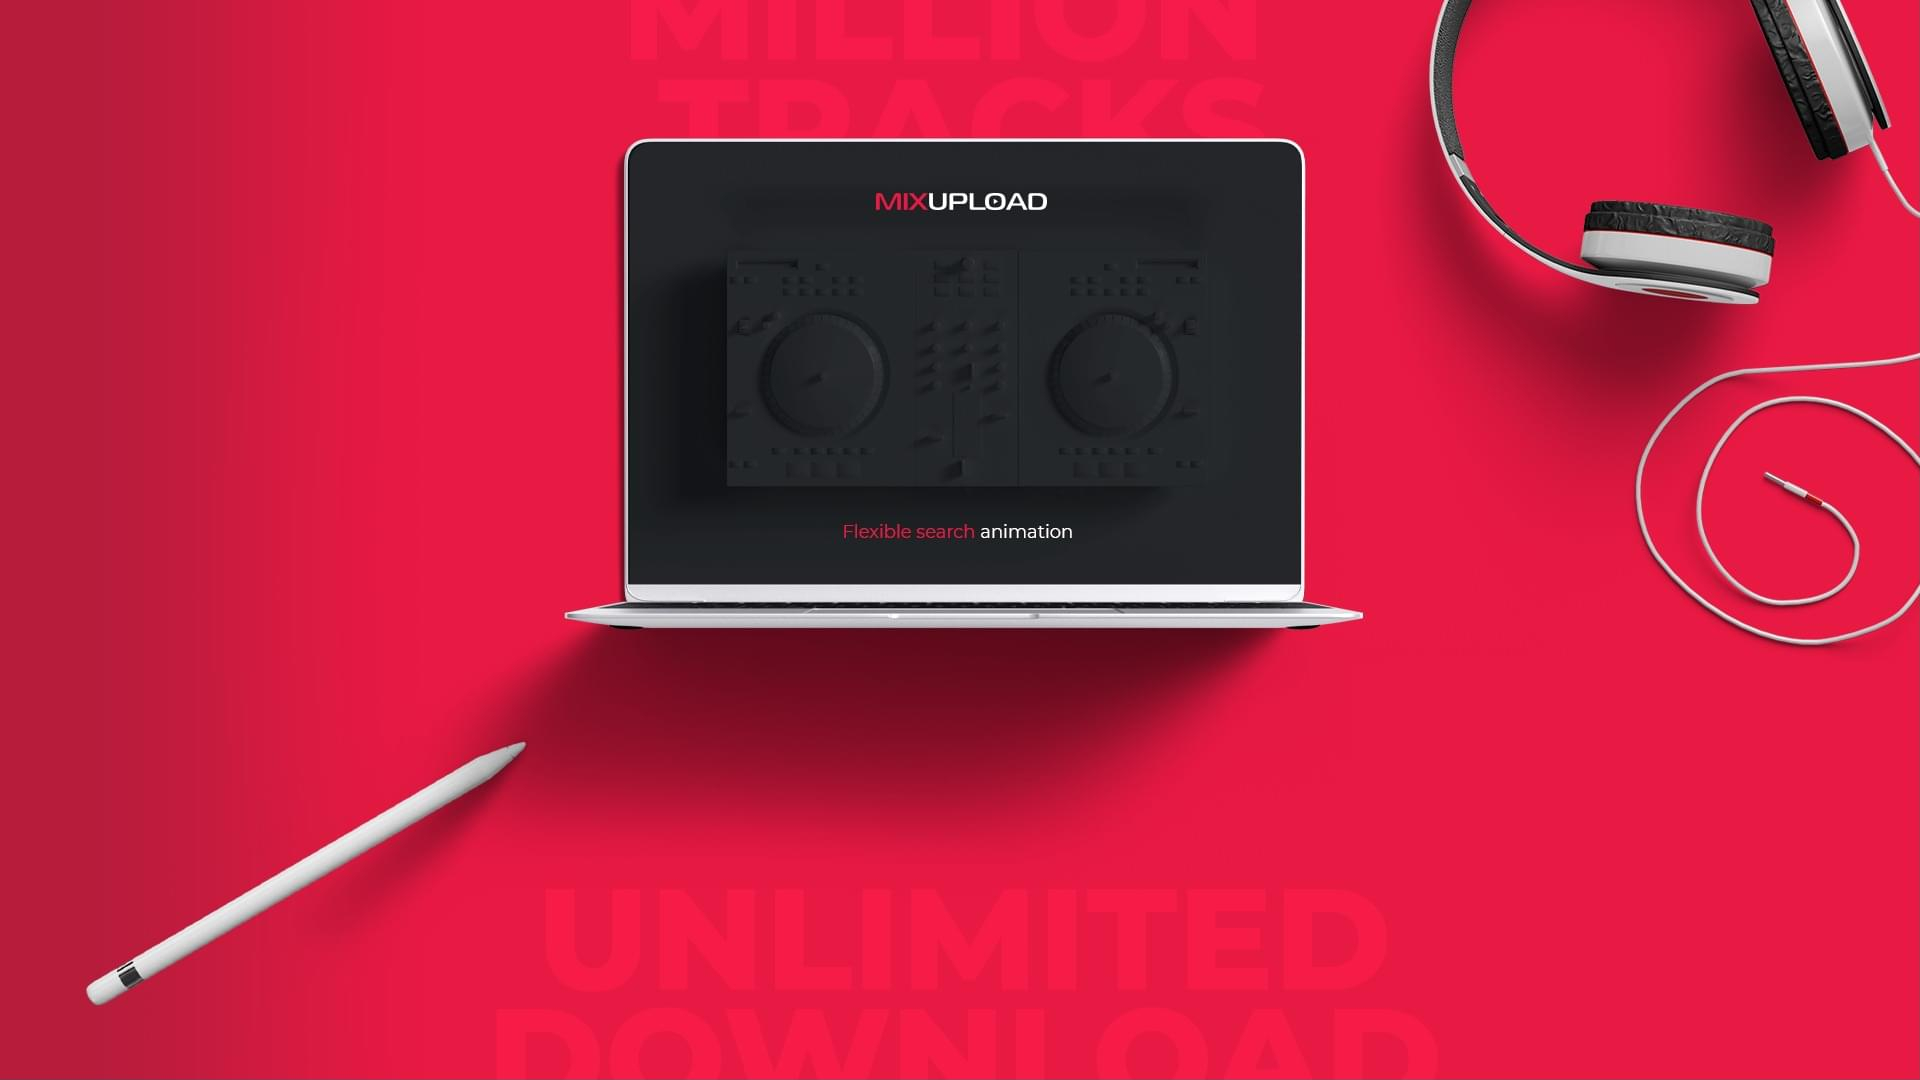 MILLION
TRACKS
MIXUPLOAD
Flexible search animation
UNLIMITED
DOWNLOAD